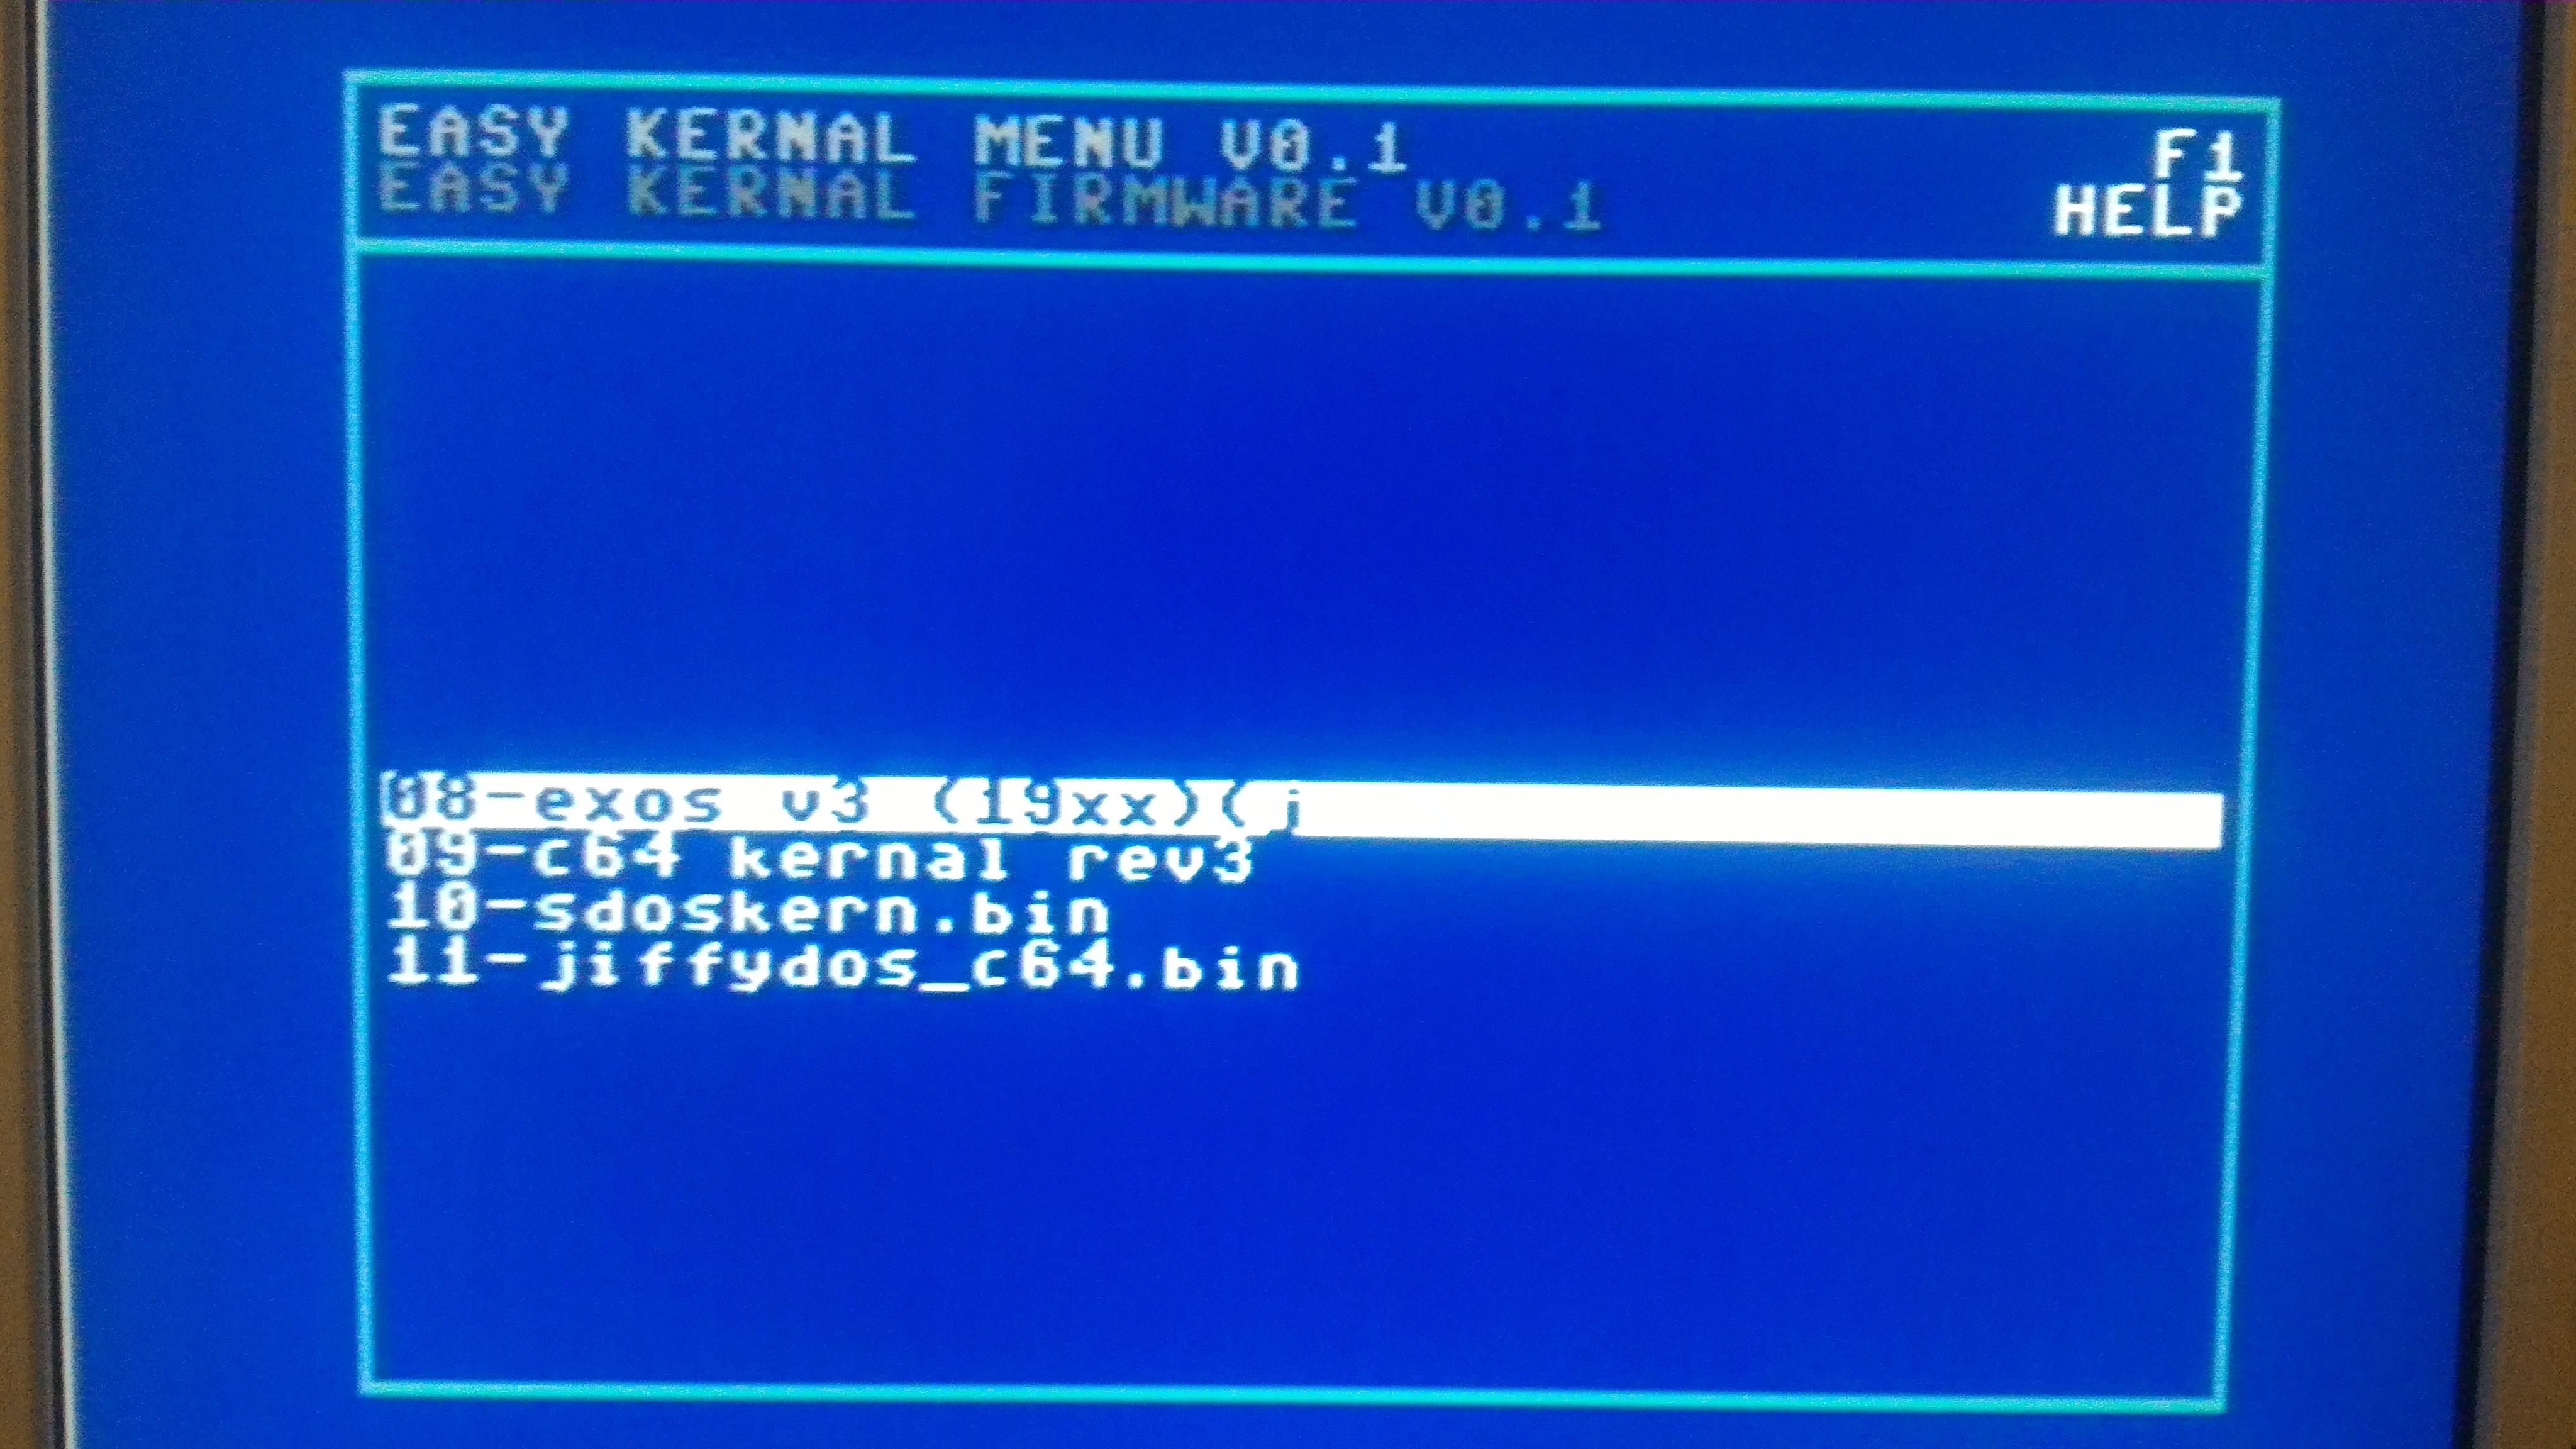 EASY KERNAL MENU V0.1
EASY KERNAL FIRMWARE V0.1
F1
HELP
08-exos v3 (19xx)(j
09-c64 kernal rev3
10-sdoskern.bin
11-jiffydos_c64.bin